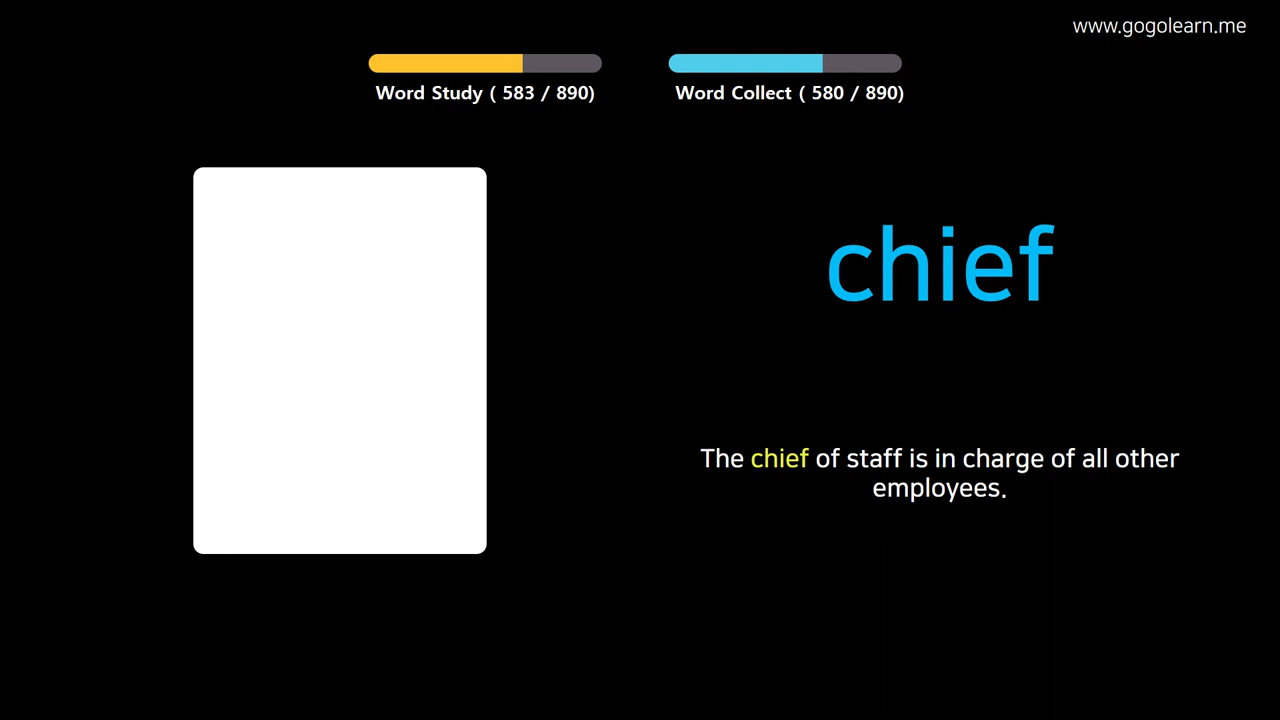 www.gogolearn.me
Word Study ( 583 / 890)
Word Collect ( 580 / 890)
chief
The chief of staff is in charge of all other
employees.